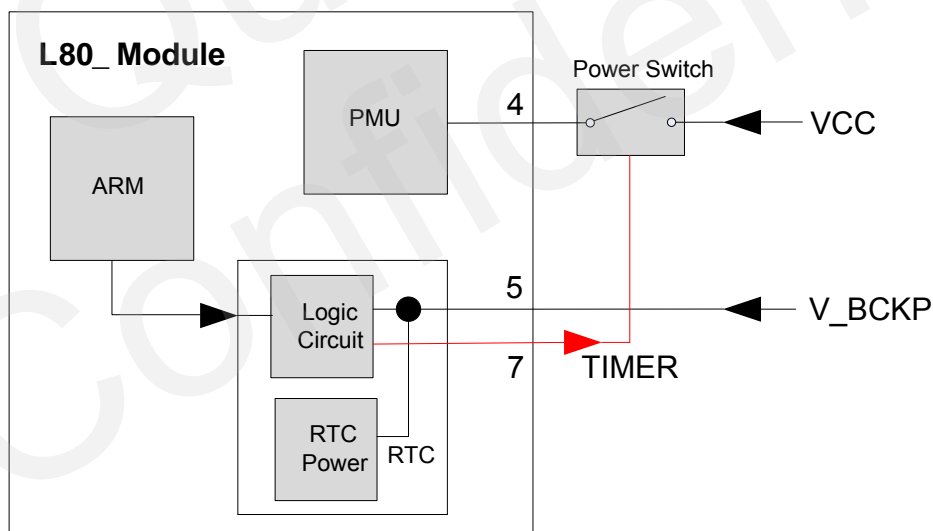 L80_ Module
Power Switch
PMU
4
VCC
ARM
5
Logic
Circuit
V_BCKP
7
TIMER
RTC
Power
RTC